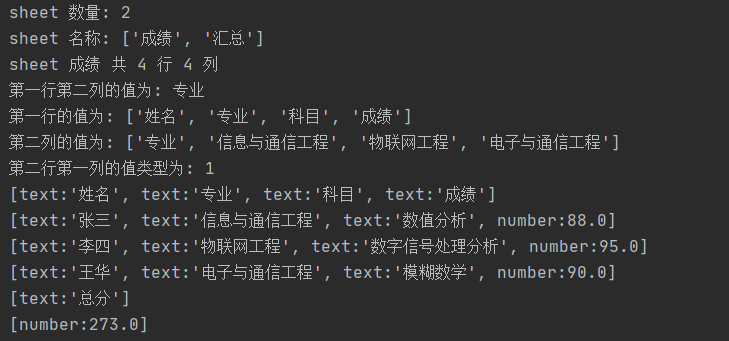 sheet 数量: 2
sheet 名称: ['成绩', '汇总']
sheet 成绩 共 4 行 4 列
第一行第二列的值为: 专业
第一行的值为: ['姓名', '专业', '科目', '成绩']
第二列的值为: ['专业', '信息与通信工程', '物联网工程', '电子与通信工程']
第二行第一列的值类型为: 1
[text:'姓名', text:'专业', text:'科目', text:'成绩']
[text:'张三', text:'信息与通信工程', text:'数值分析', number:88.0]
[text:'李四', text:'物联网工程', text:'数字信号处理分析', number:95.0]
[text:'王华', text:'电子与通信工程', text:'模糊数学', number:90.0]
[text:'总分']
[number:273.0]